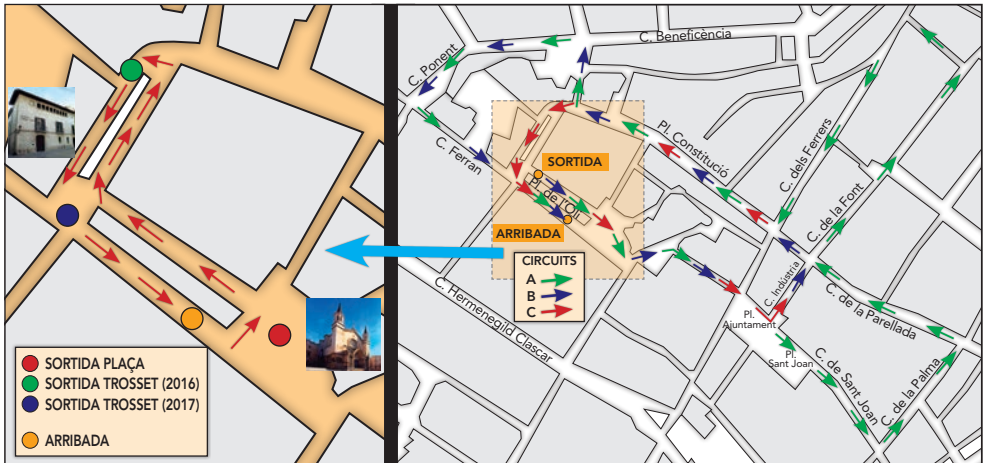 SORTIDA PLAÇA
SORTIDA TROSSET (2016)
SORTIDA TROSSET (2017)
ARRIBADA
C. Beneficència
C. Ponent
C. Ferran
Pl. Constitució
C. dels Ferrers
C. de la Font
SORTIDA
Pl. de l'Oli
ARRIBADA
CIRCUITS
A
B
C
C. Hermenegild Clascar
C. Indústria
C. de la Parellada
Pl.
Ajuntament
Pl.
Sant Joan
C. de Sant Joan
C. de la Palma